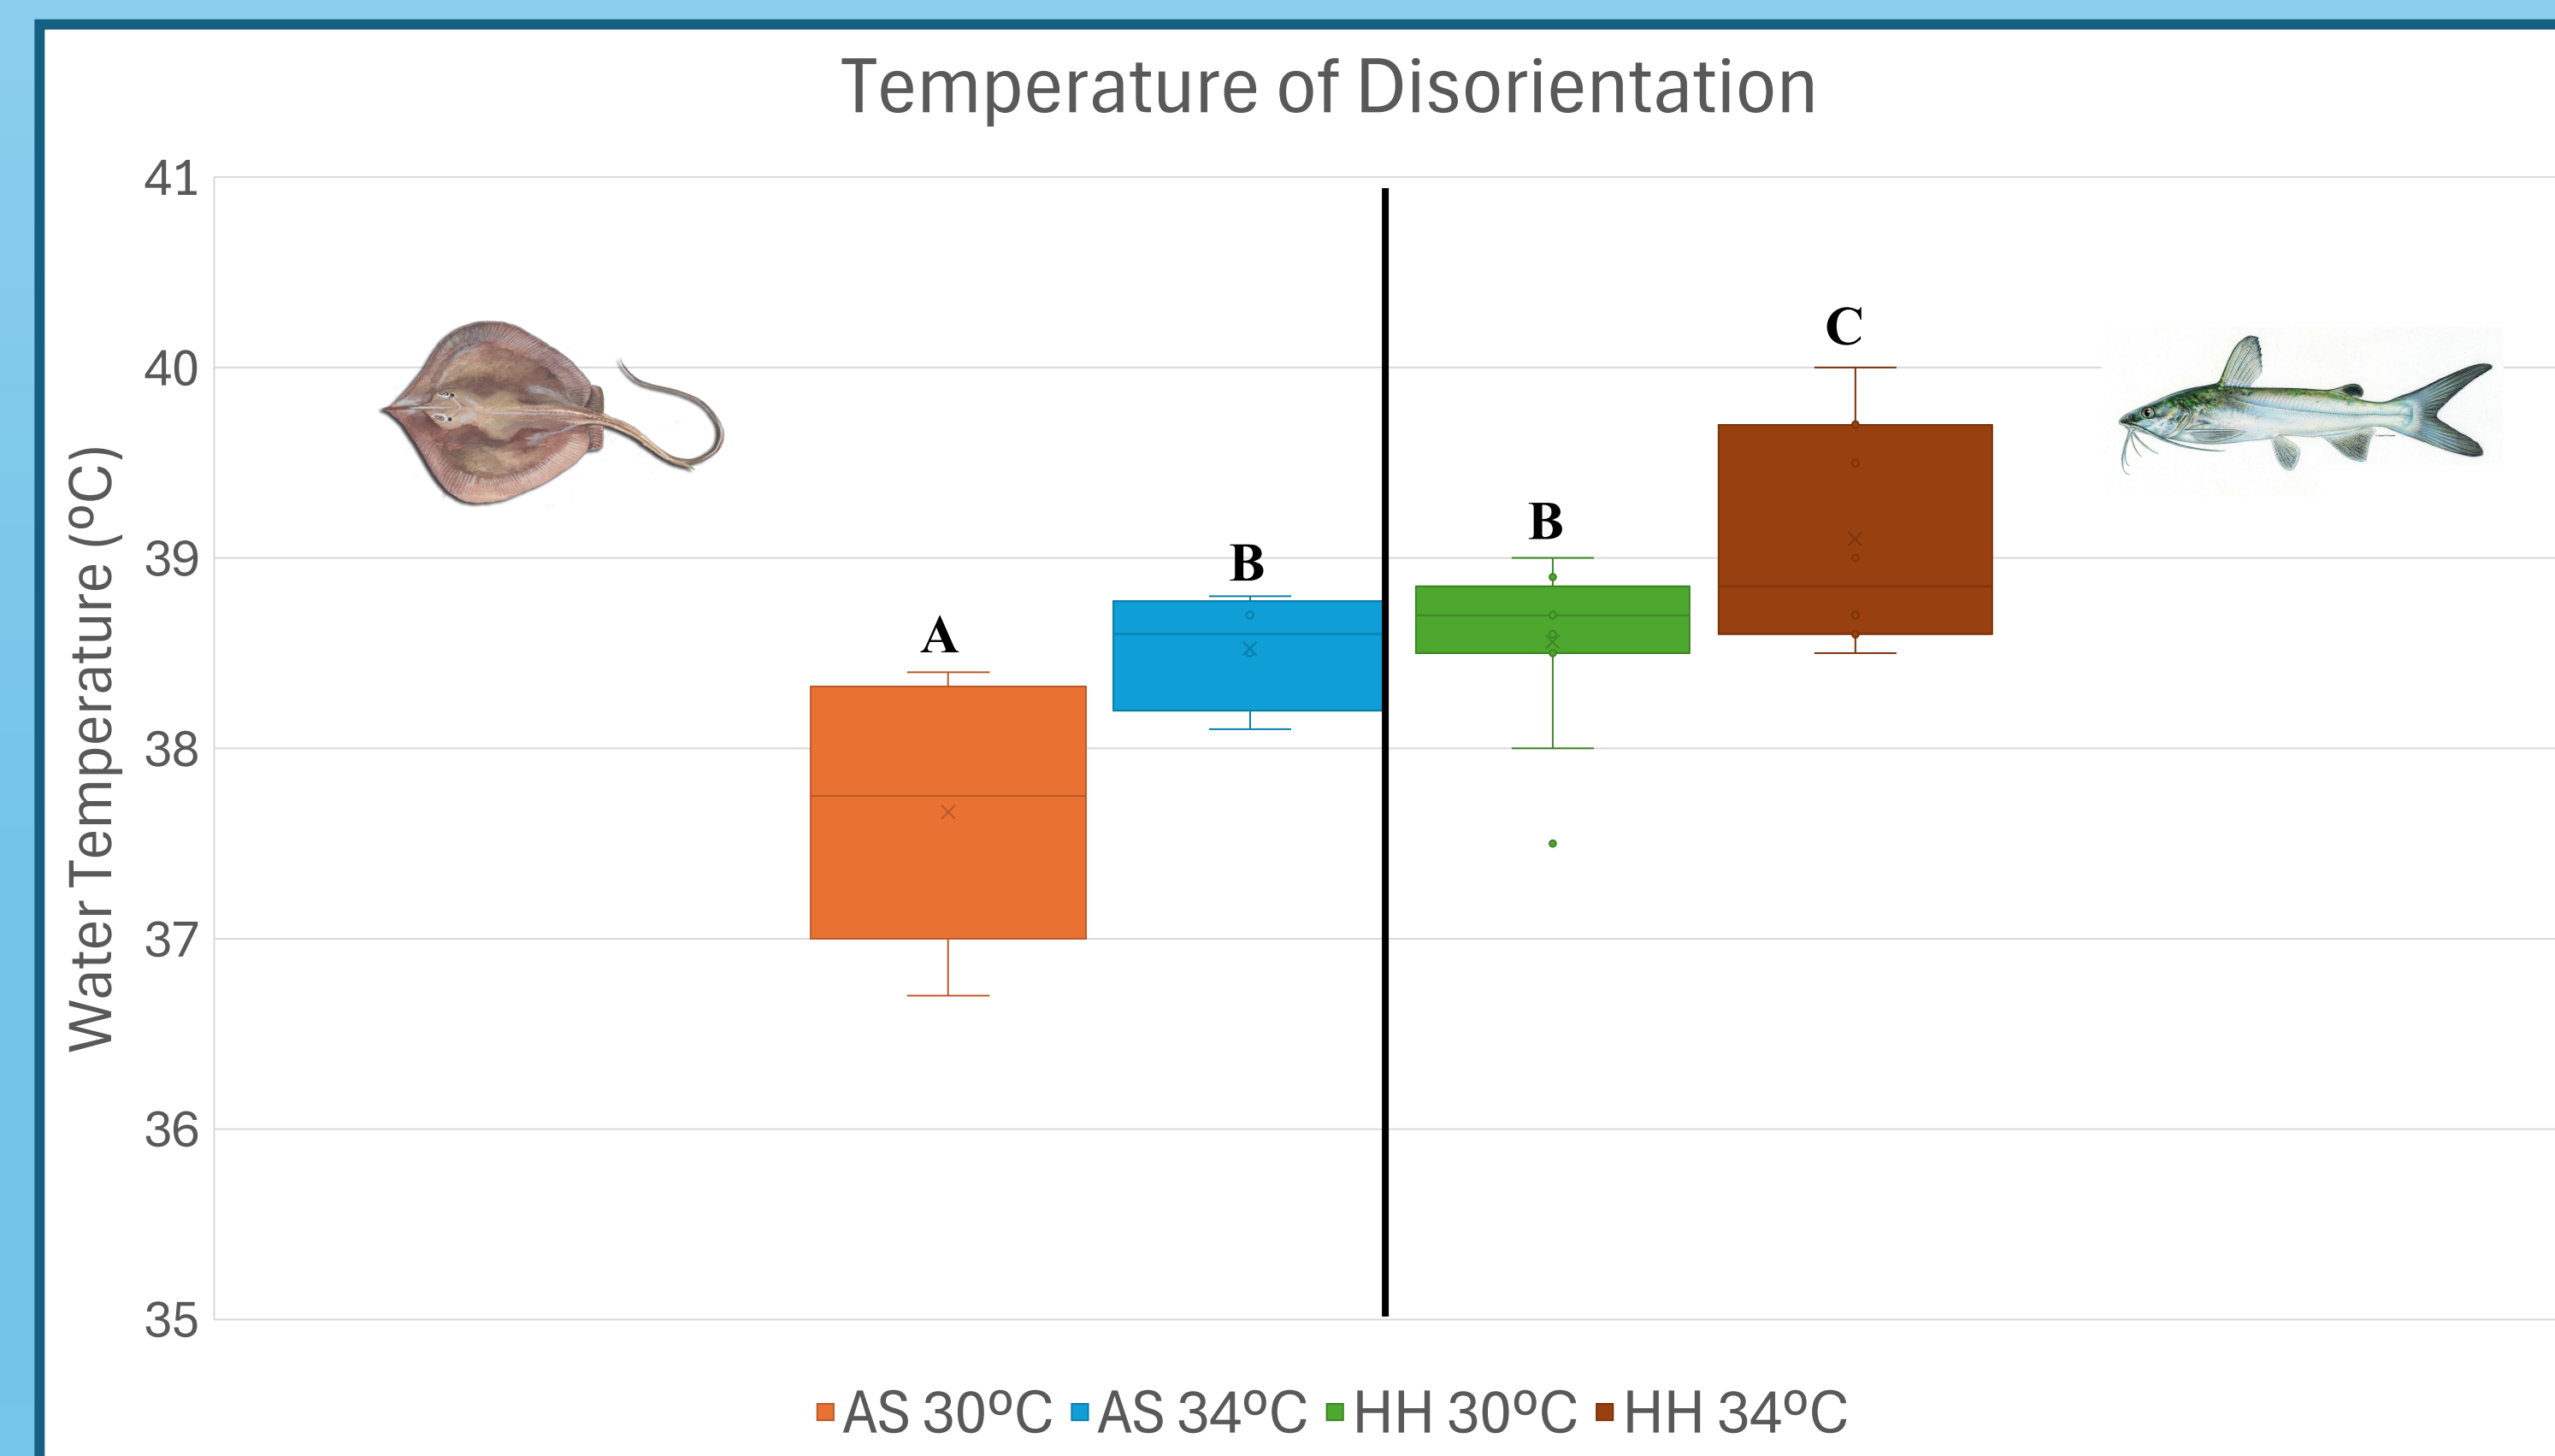 Temperature of Disorientation
Water Temperature (ºC)
41
40
39
38
37
36
35
A
B
B
C
AS 30ºC AS 34ºC HH 30ºC HH 34ºC